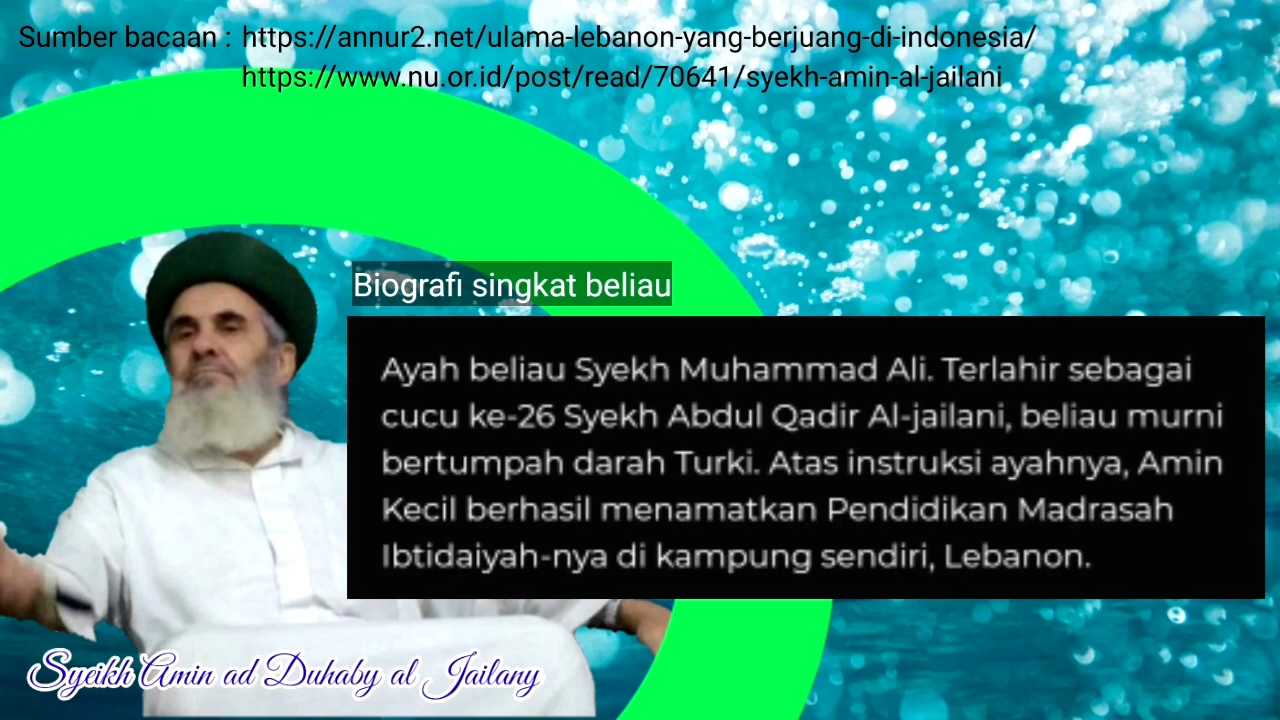 Sumber bacaan : https://annur2.net/ulama-lebanon-yang-berjuang-di-indonesia/
https://www.nu.or.id/post/read/70641/syekh-amin-al-jailani
Biografi singkat beliau
Ayah beliau Syekh Muhammad Ali. Terlahir sebagai
cucu ke-26 Syekh Abdul Qadir Al-jailani, beliau murni
bertumpah darah Turki. Atas instruksi ayahnya, Amin
Kecil berhasil menamatkan Pendidikan Madrasah
Ibtidaiyah-nya di kampung sendiri, Lebanon.
Syeikh Amin ad Duhaby al Jailany